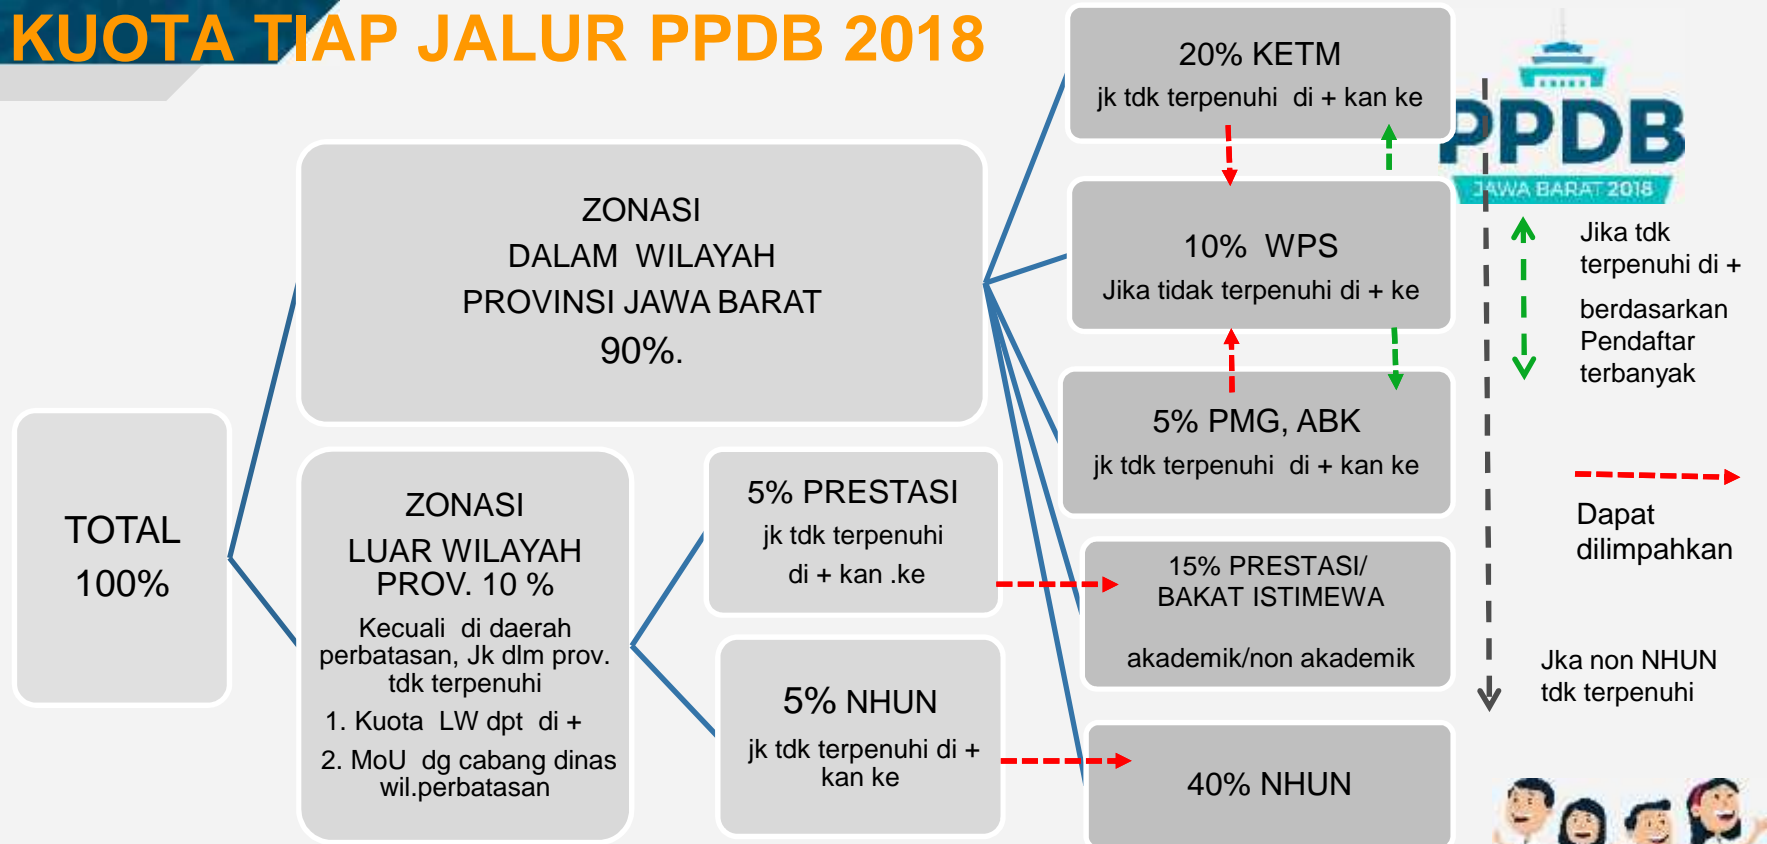 KUOTA TIAP JALUR PPDB 2018
TOTAL
100%
ZONASI
DALAM WILAYAH
PROVINSI JAWA BARAT
90%.
ZONASI
LUAR WILAYAH
PROV. 10 %
Kecuali di daerah
perbatasan, Jk dlm prov.
tdk terpenuhi
1. Kuota LW dpt di +
2. MoU dg cabang dinas
wil.perbatasan
5% PRESTASI
jk tdk terpenuhi
di + kan .ke
5% NHUN
jk tdk terpenuhi di +
kan ke
20% KETM
jk tdk terpenuhi di + kan ke
10% WPS
Jika tidak terpenuhi di + ke
5% PMG, ABK
jk tdk terpenuhi di + kan ke
15% PRESTASI/
BAKAT ISTIMEWA
akademik/non akademik
40% NHUN
PPDB
JAWA BARAT 2018
Jika tdk
terpenuhi di +
berdasarkan
Pendaftar
terbanyak
Dapat
dilimpahkan
Jka non NHUN
tdk terpenuhi